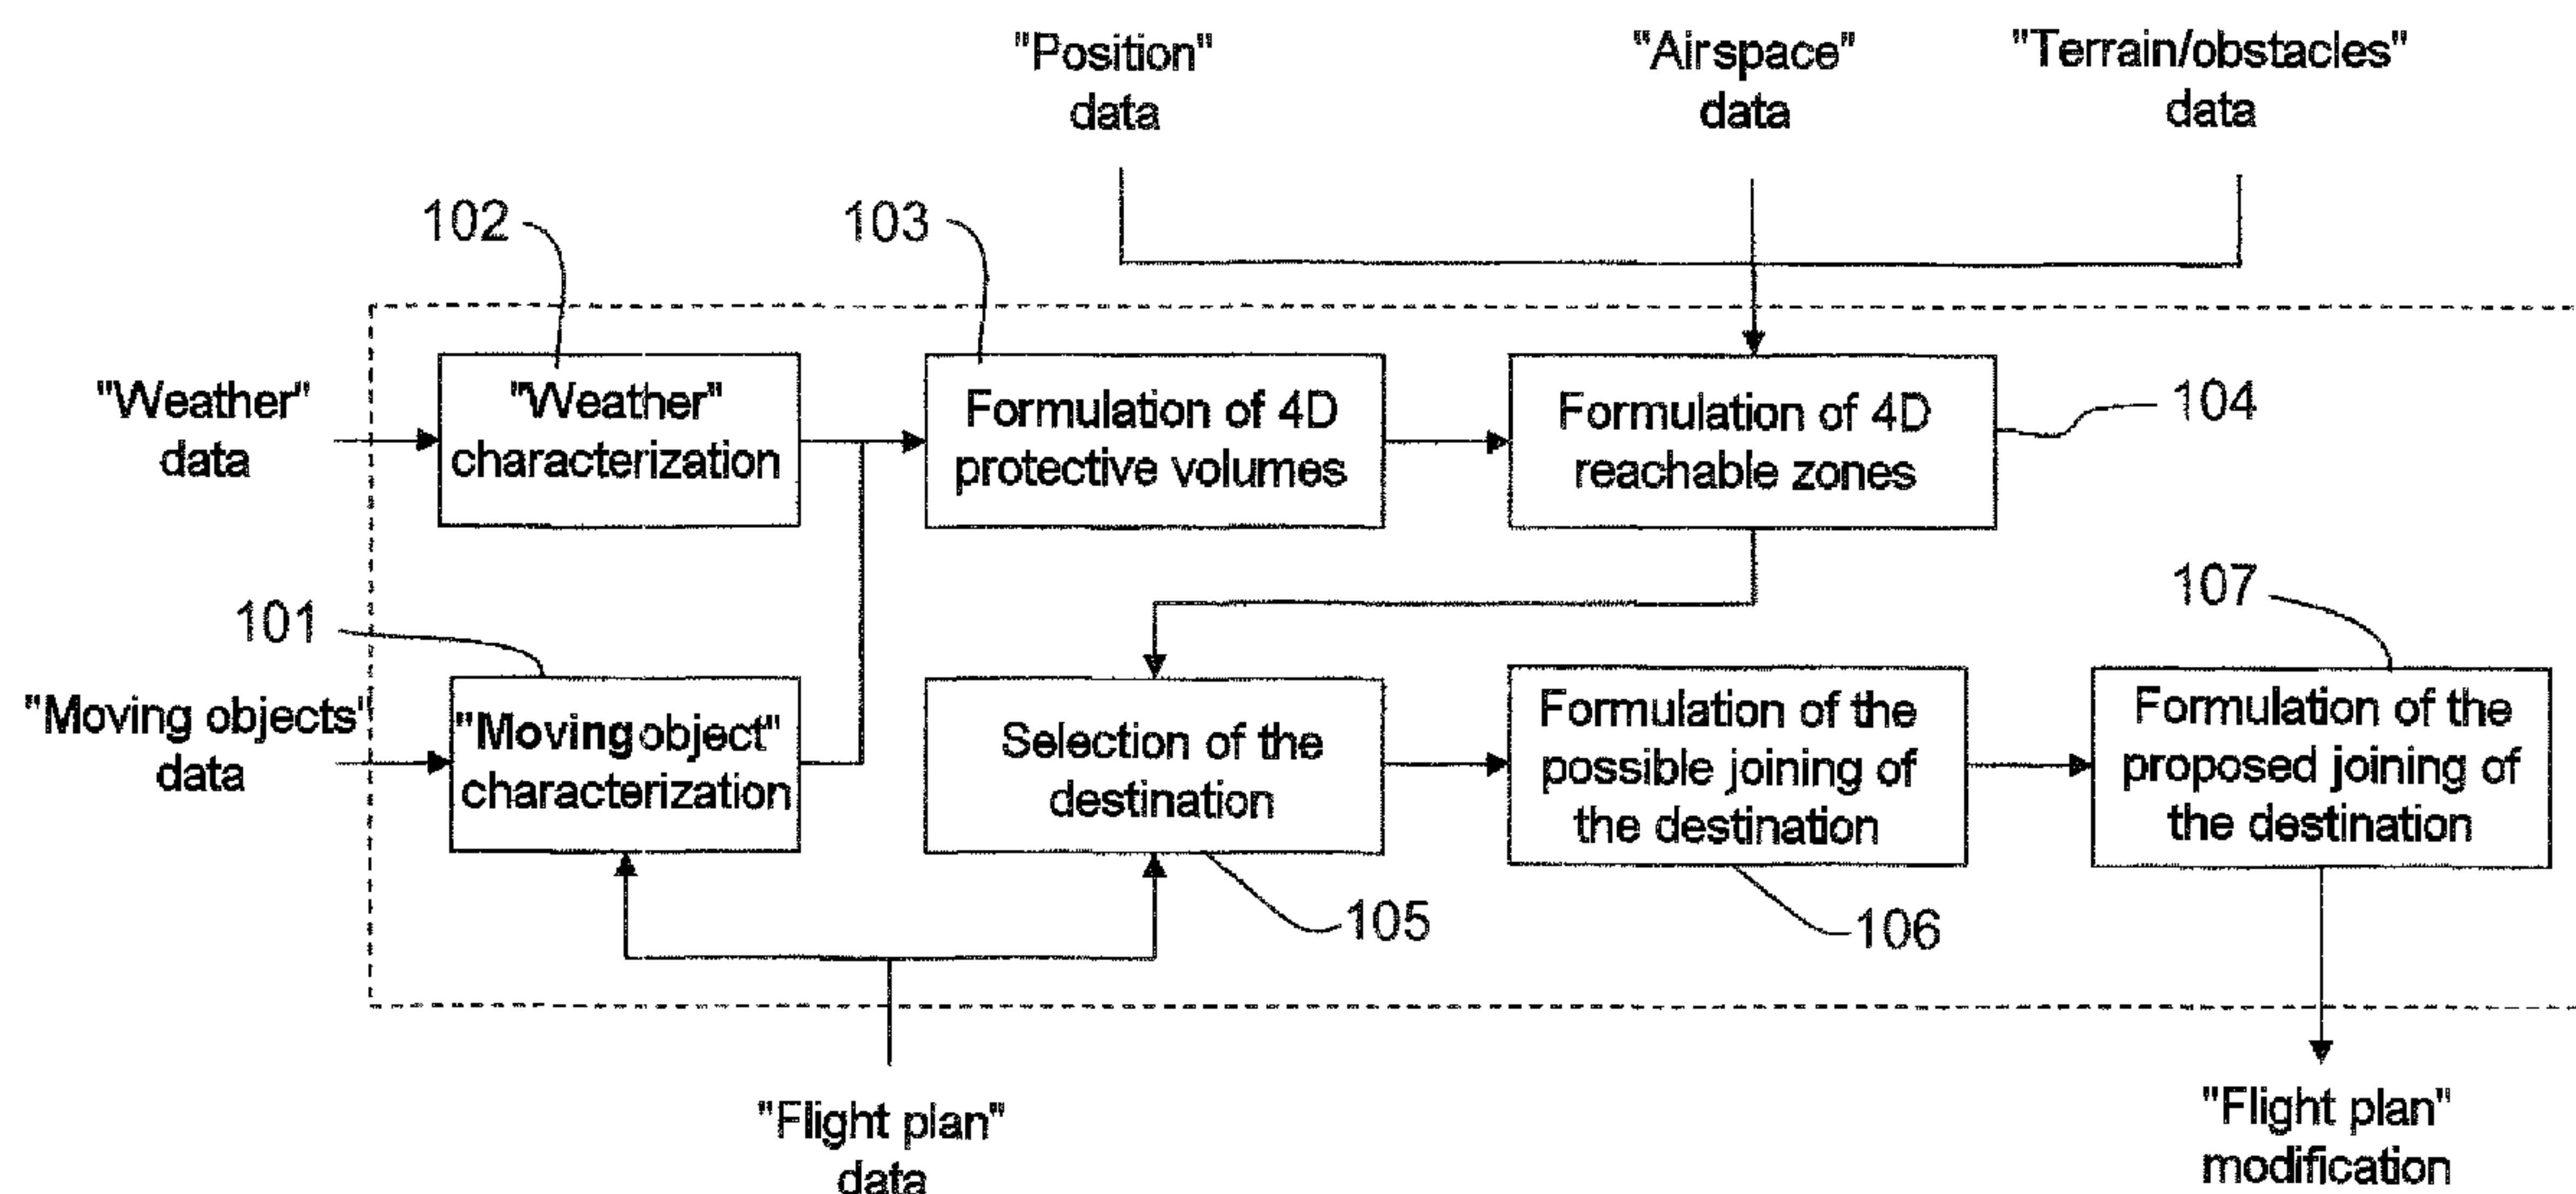 "Position"
data
"Airspace"
data
"Terrain/obstacles"
data
102
103
"Weather"
data
"Weather"
characterization
Formulation of 4D
protective volumes
Formulation of 4D
reachable zones
104
101
107
"Moving objects"
data
"Moving object"
characterization
Selection of the
destination
Formulation of the
possible joining of
the destination
Formulation of the
proposed joining of
the destination
105
106
"Flight plan"
data
"Flight plan"
modification